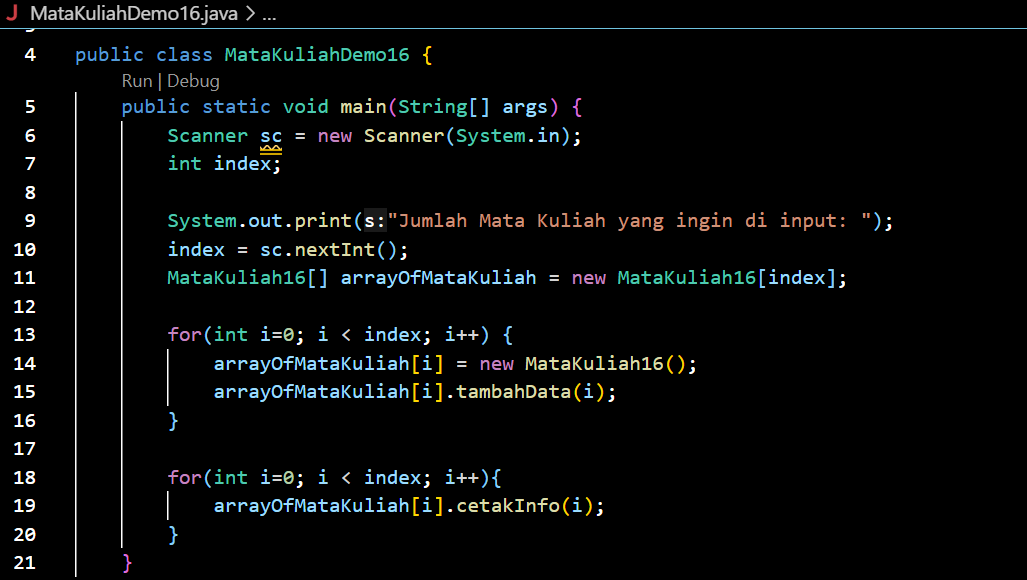 J MataKuliahDemo16.java > ...
4 public class MataKuliahDemo16 {
Run | Debug
5 public static void main(String[] args) {
6 Scanner sc = new Scanner(System.in);
7 int index;
8
9 System.out.print(s:"Jumlah Mata Kuliah yang ingin di input: ");
10 index = sc.nextInt();
11 MataKuliah16[] arrayOfMataKuliah = new MataKuliah16[index];
12
13 for(int i=0; i < index; i++) {
14 arrayOfMataKuliah[i] = new MataKuliah16();
15 arrayOfMataKuliah[i].tambahData(i);
16 }
17
18 for(int i=0; i < index; i++){
19 arrayOfMataKuliah[i].cetakInfo(i);
20 }
21 }